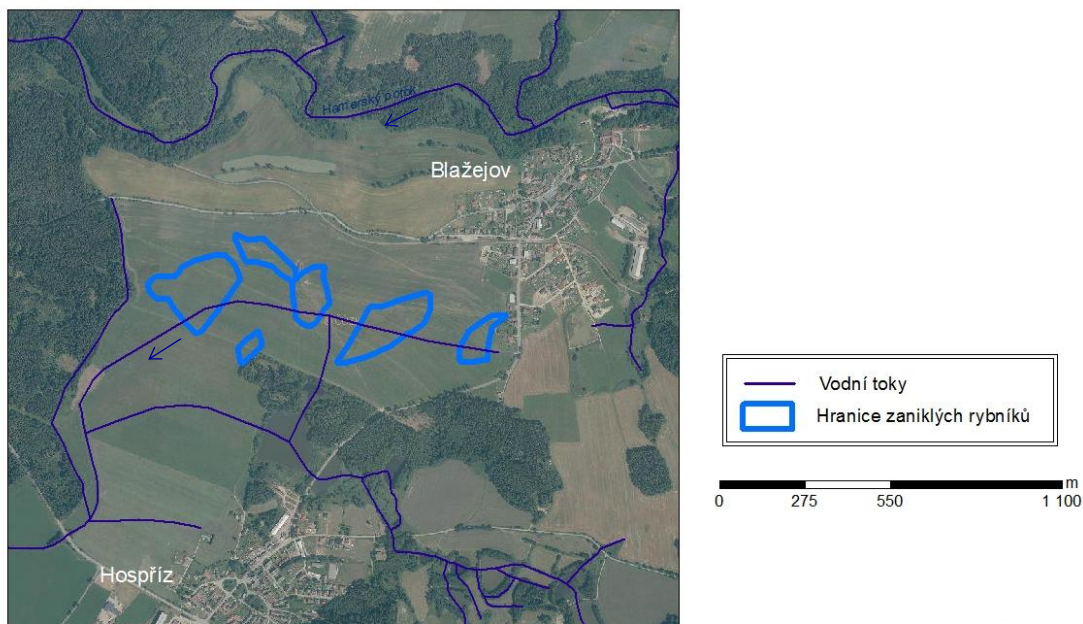 Hamerský potok
Blažejov
Hospříz
Vodní toky
Hranice zaniklých rybníků
m
0 275 550 1 100